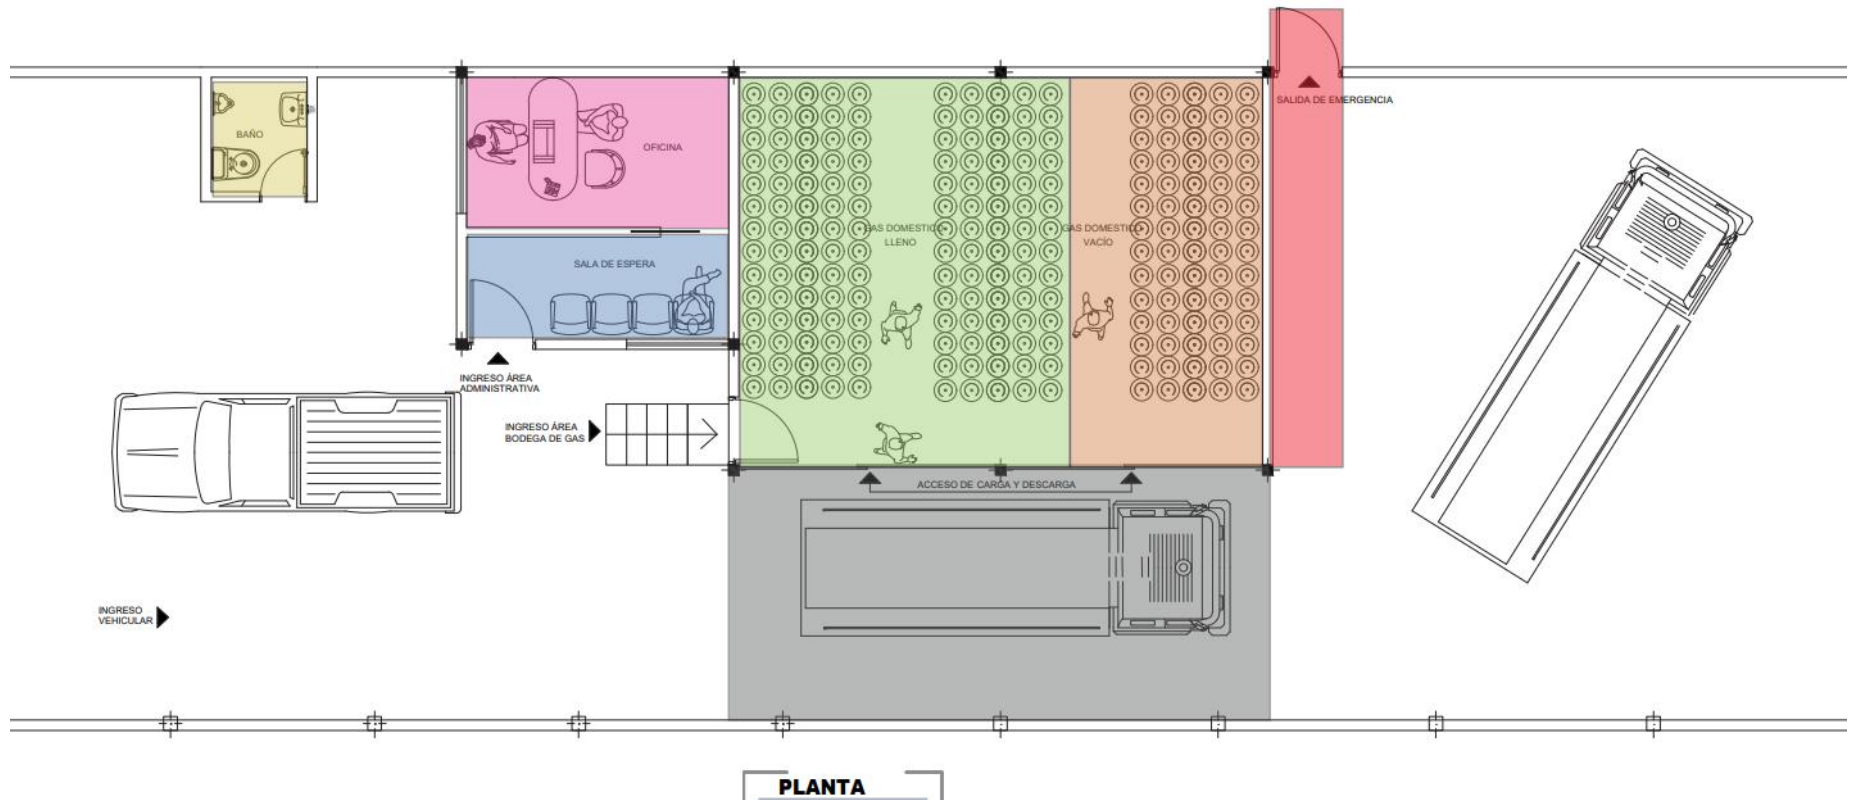 SALIDA DE EMERGENCIA
BAÑO
OFICINA
GAS DOMESTICO
LLENO
GAS DOMESTICO
VACÍO
SALA DE ESPERA
INGRESO ÁREA
ADMINISTRATIVA
INGRESO ÁREA
BODEGA DE GAS
ACCESO DE CARGA Y DESCARGA
INGRESO
VEHICULAR
PLANTA